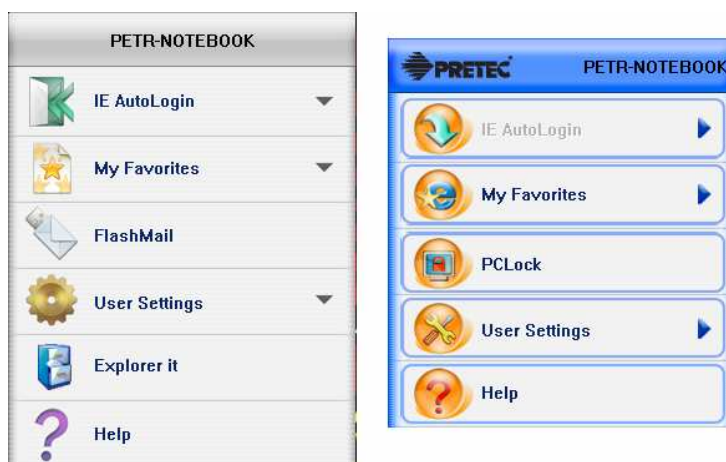 PETR-NOTEBOOK
IE AutoLogin
My Favorites
FlashMail
User Settings
Explorer it
Help
PRETEC
PETR-NOTEBOOK
IE AutoLogin
My Favorites
PCLock
User Settings
Help